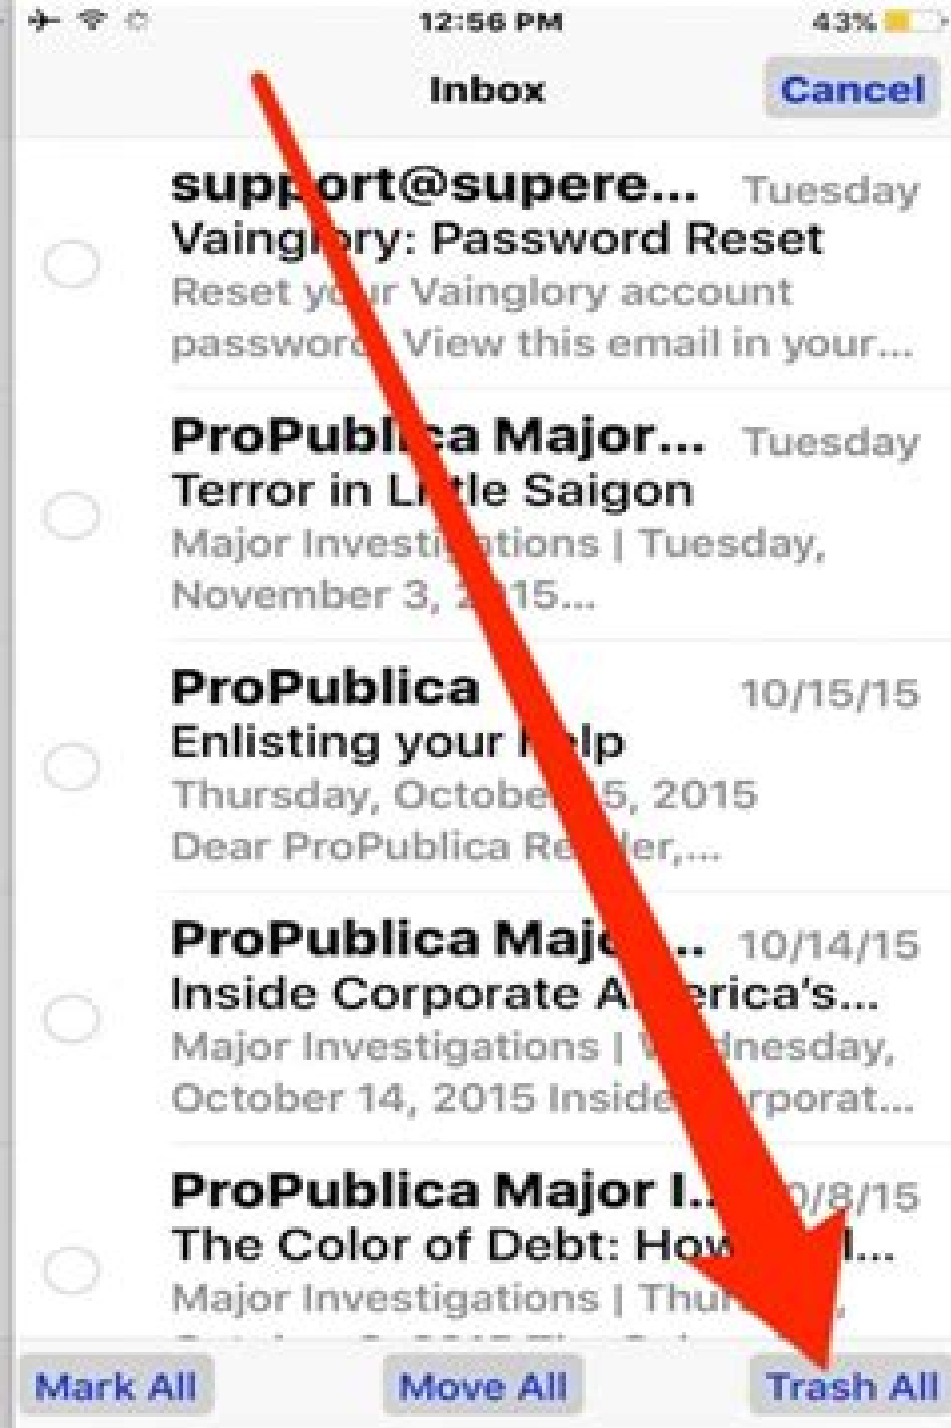 12:56 PM 43%
Inbox Cancel
support@supere... Tuesday
Vainglory: Password Reset
Reset your Vainglory account
password. View this email in your...
ProPublica Major... Tuesday
Terror in Little Saigon
Major Investigations | Tuesday,
November 3, 2015...
ProPublica 10/15/15
Enlisting your help
Thursday, October 15, 2015
Dear ProPublica Reader,...
ProPublica Major... 10/14/15
Inside Corporate America's...
Major Investigations | Wednesday,
October 14, 2015 Inside Corporat...
ProPublica Major I... 10/8/15
The Color of Debt: How
Major Investigations | Thursday,
Mark All Move All Trash All